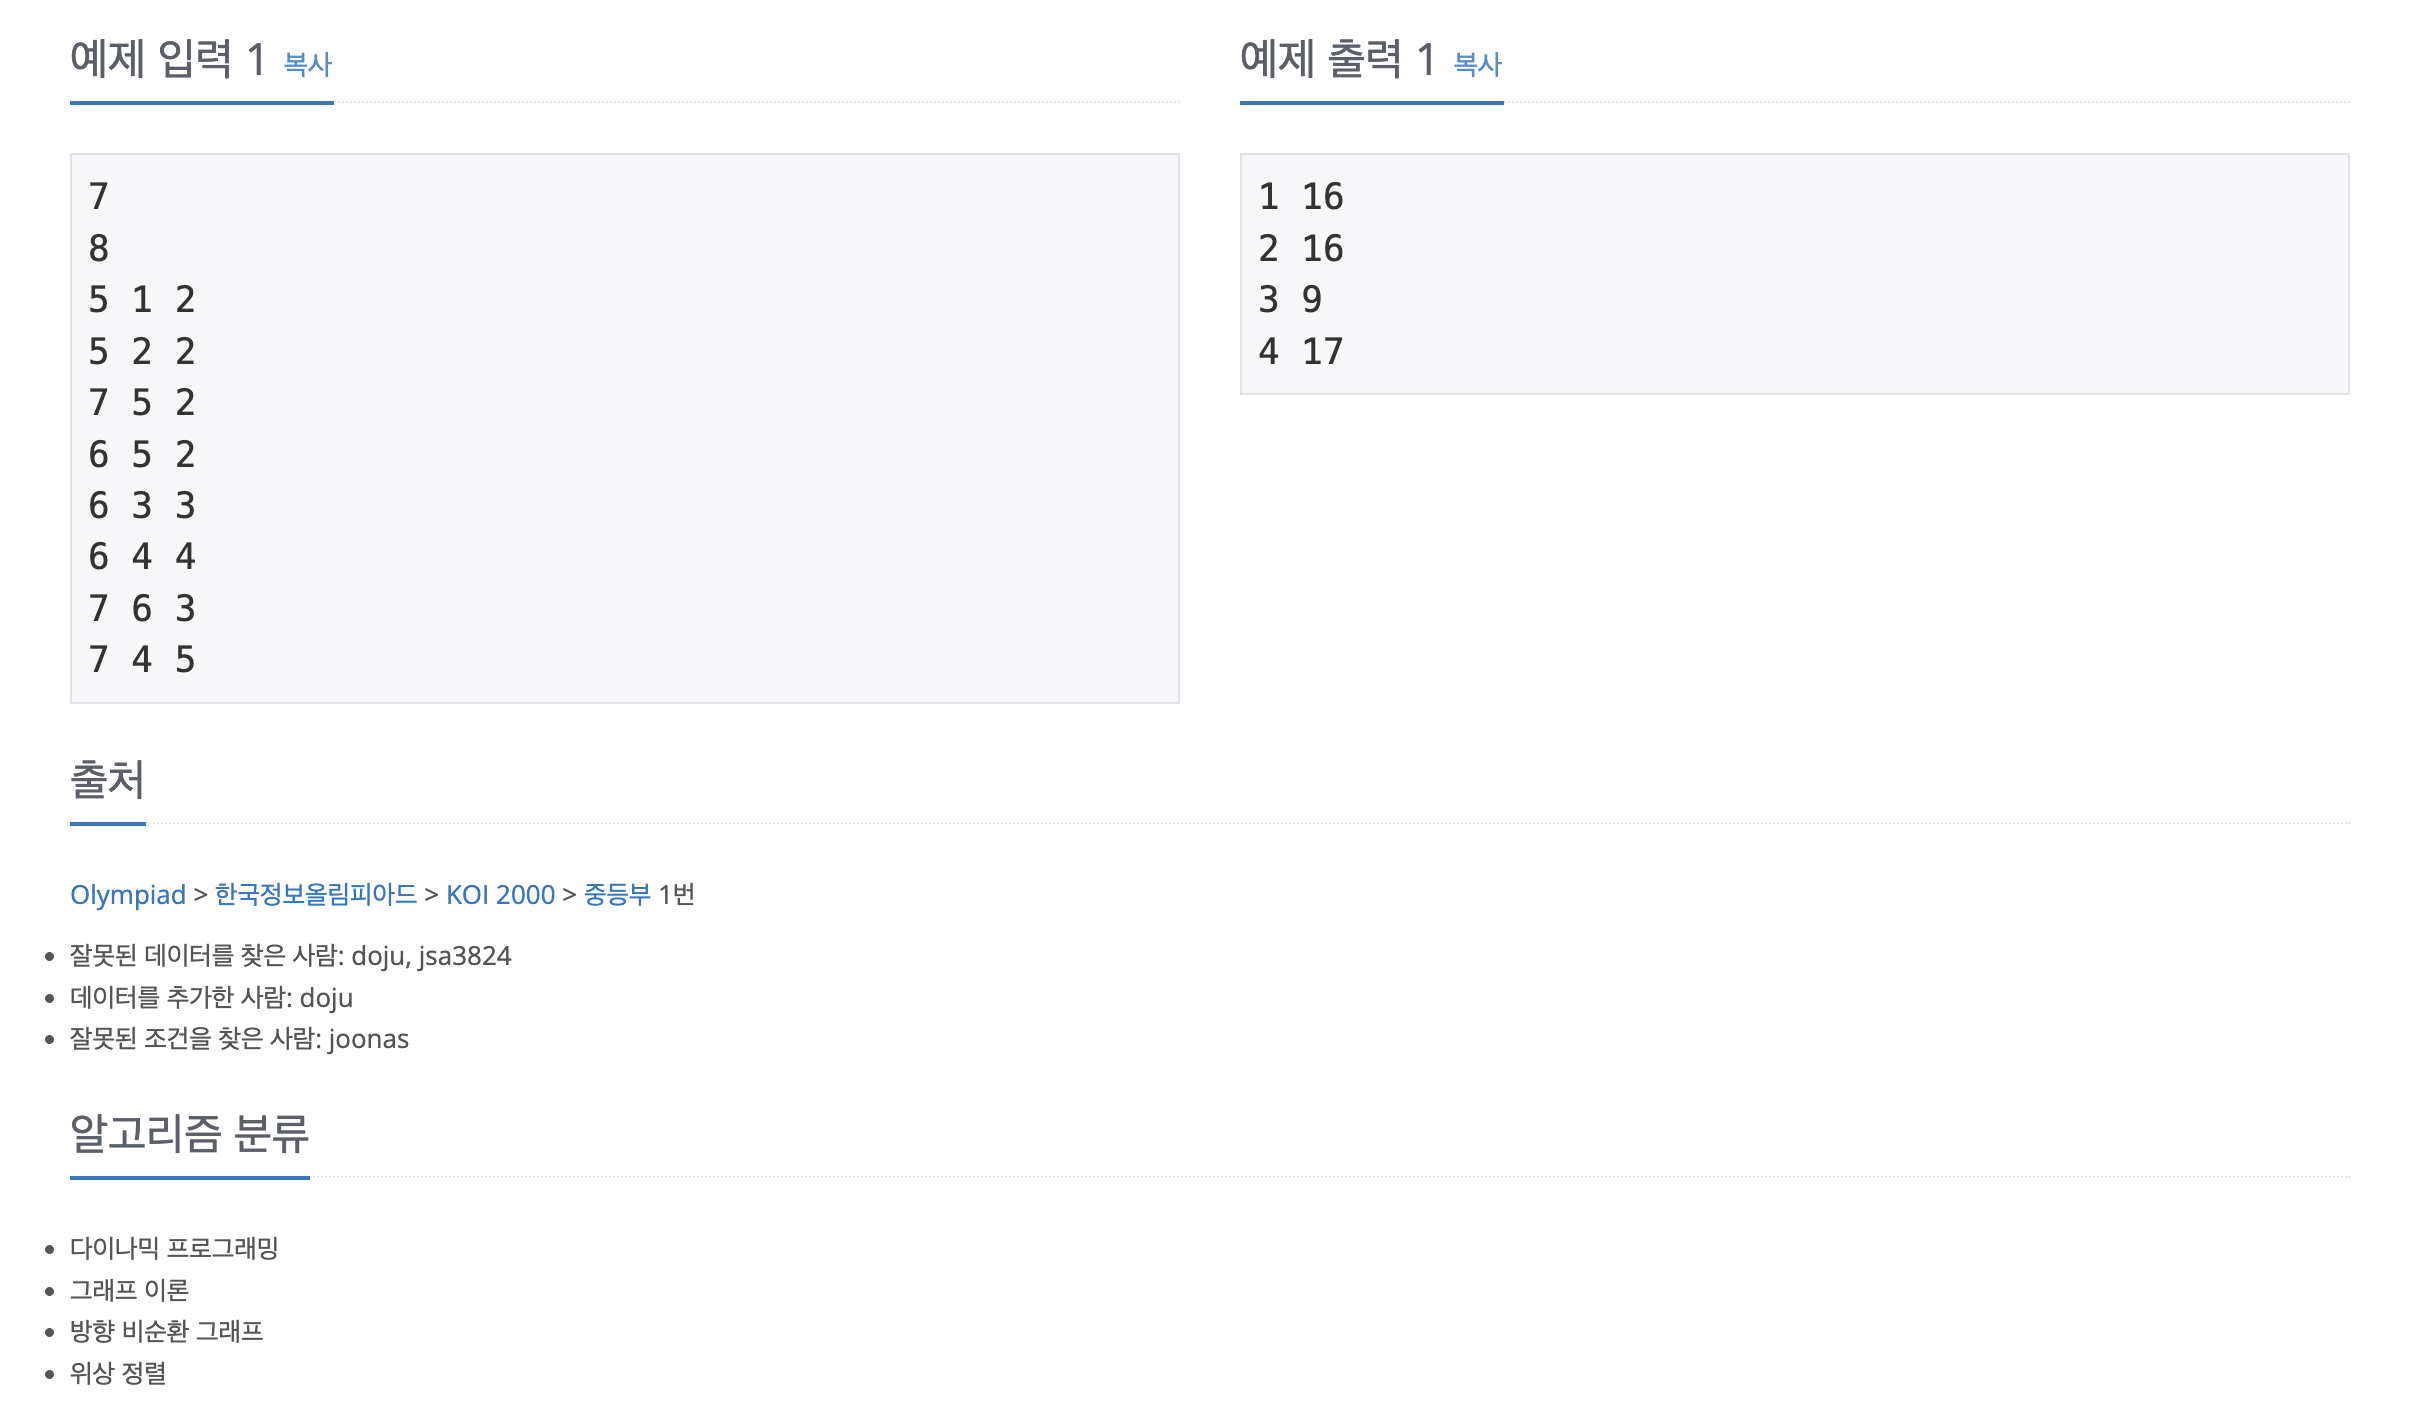 예제 입력 1 복사
7
8
5 1 2
5 2 2
7 5 2
6 5 2
6 3 3
6 4 4
7 6 3
7 4 5
예제 출력 1 복사
1 16
2 16
3 9
4 17
출처
Olympiad > 한국정보올림피아드 > KOI 2000 > 중등부 1번
잘못된 데이터를 찾은 사람: doju, jsa3824
데이터를 추가한 사람: doju
잘못된 조건을 찾은 사람: joonas
알고리즘 분류
다이나믹 프로그래밍
그래프 이론
방향 비순환 그래프
위상 정렬